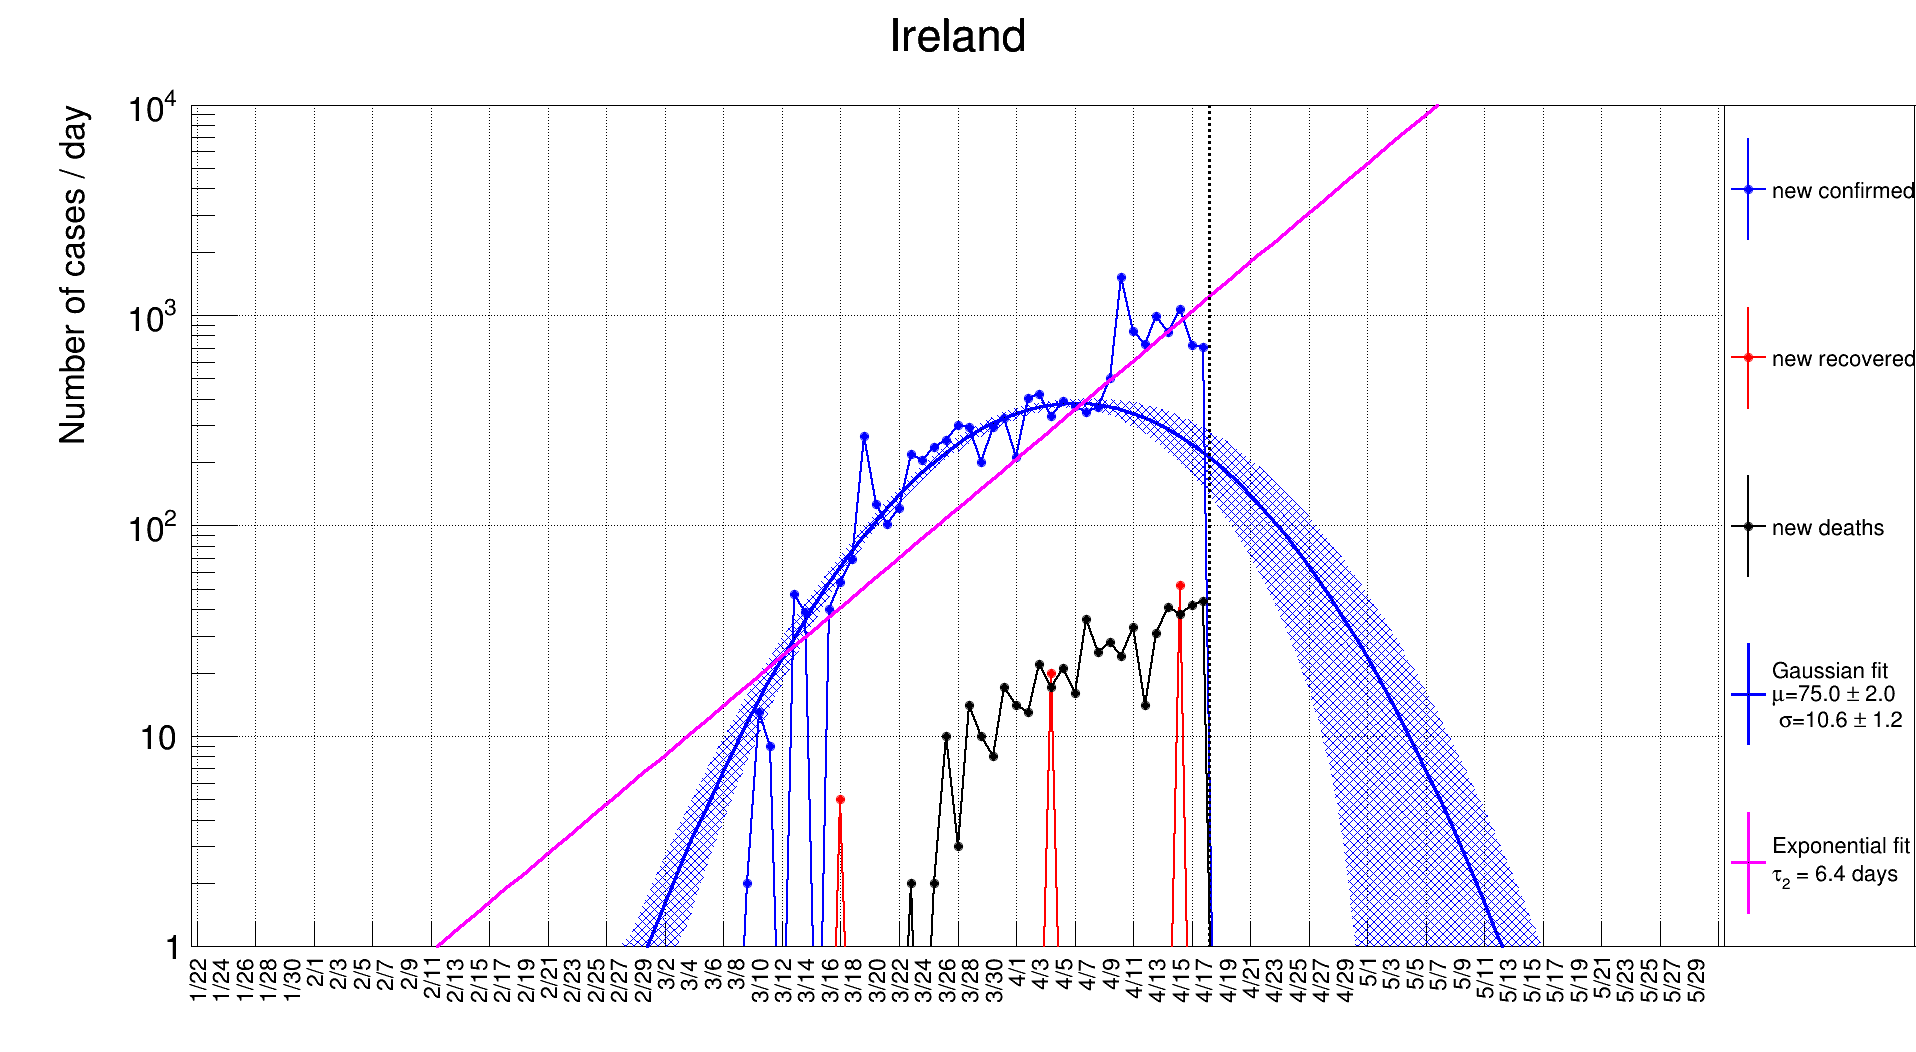 Ireland
Number of cases / day
10⁴
10³
10²
10
1
1/22 1/24 1/26 1/28 1/30 2/1 2/3 2/5 2/7 2/9 2/11 2/13 2/15 2/17 2/19 2/21 2/23 2/25 2/27 2/29 3/2 3/4 3/6 3/8 3/10 3/12 3/14 3/16 3/18 3/20 3/22 3/24 3/26 3/28 3/30 4/1 4/3 4/5 4/7 4/9 4/11 4/13 4/15 4/17 4/19 4/21 4/23 4/25 4/27 4/29 5/1 5/3 5/5 5/7 5/9 5/11 5/13 5/15 5/17 5/19 5/21 5/23 5/25 5/27 5/29
new confirmed
new recovered
new deaths
Gaussian fit
μ=75.0 ± 2.0
σ=10.6 ± 1.2
Exponential fit
τ₂ = 6.4 days